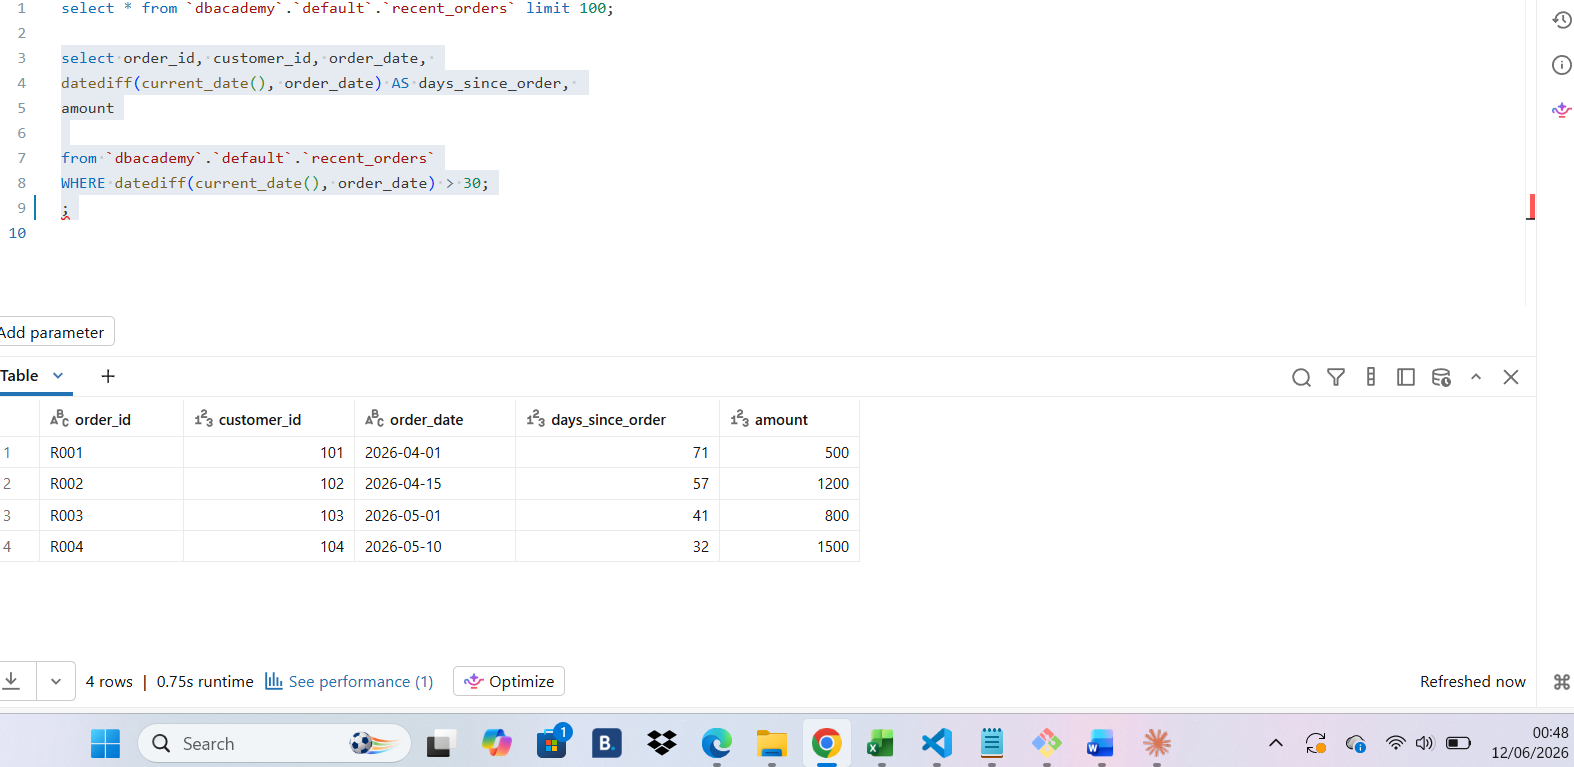 1 select * from `dbacademy`.`default`.`recent_orders` limit 100;
2
3 select order_id, customer_id, order_date,
4 datediff(current_date(), order_date) AS days_since_order,
5 amount
6
7 from `dbacademy`.`default`.`recent_orders`
8 WHERE datediff(current_date(), order_date) > 30;
9 ;
10
Add parameter
Table
order_id customer_id order_date days_since_order amount
1 R001 101 2026-04-01 71 500
2 R002 102 2026-04-15 57 1200
3 R003 103 2026-05-01 41 800
4 R004 104 2026-05-10 32 1500
4 rows | 0.75s runtime See performance (1) Optimize Refreshed now
Search 1 B. 00:48
12/06/2026